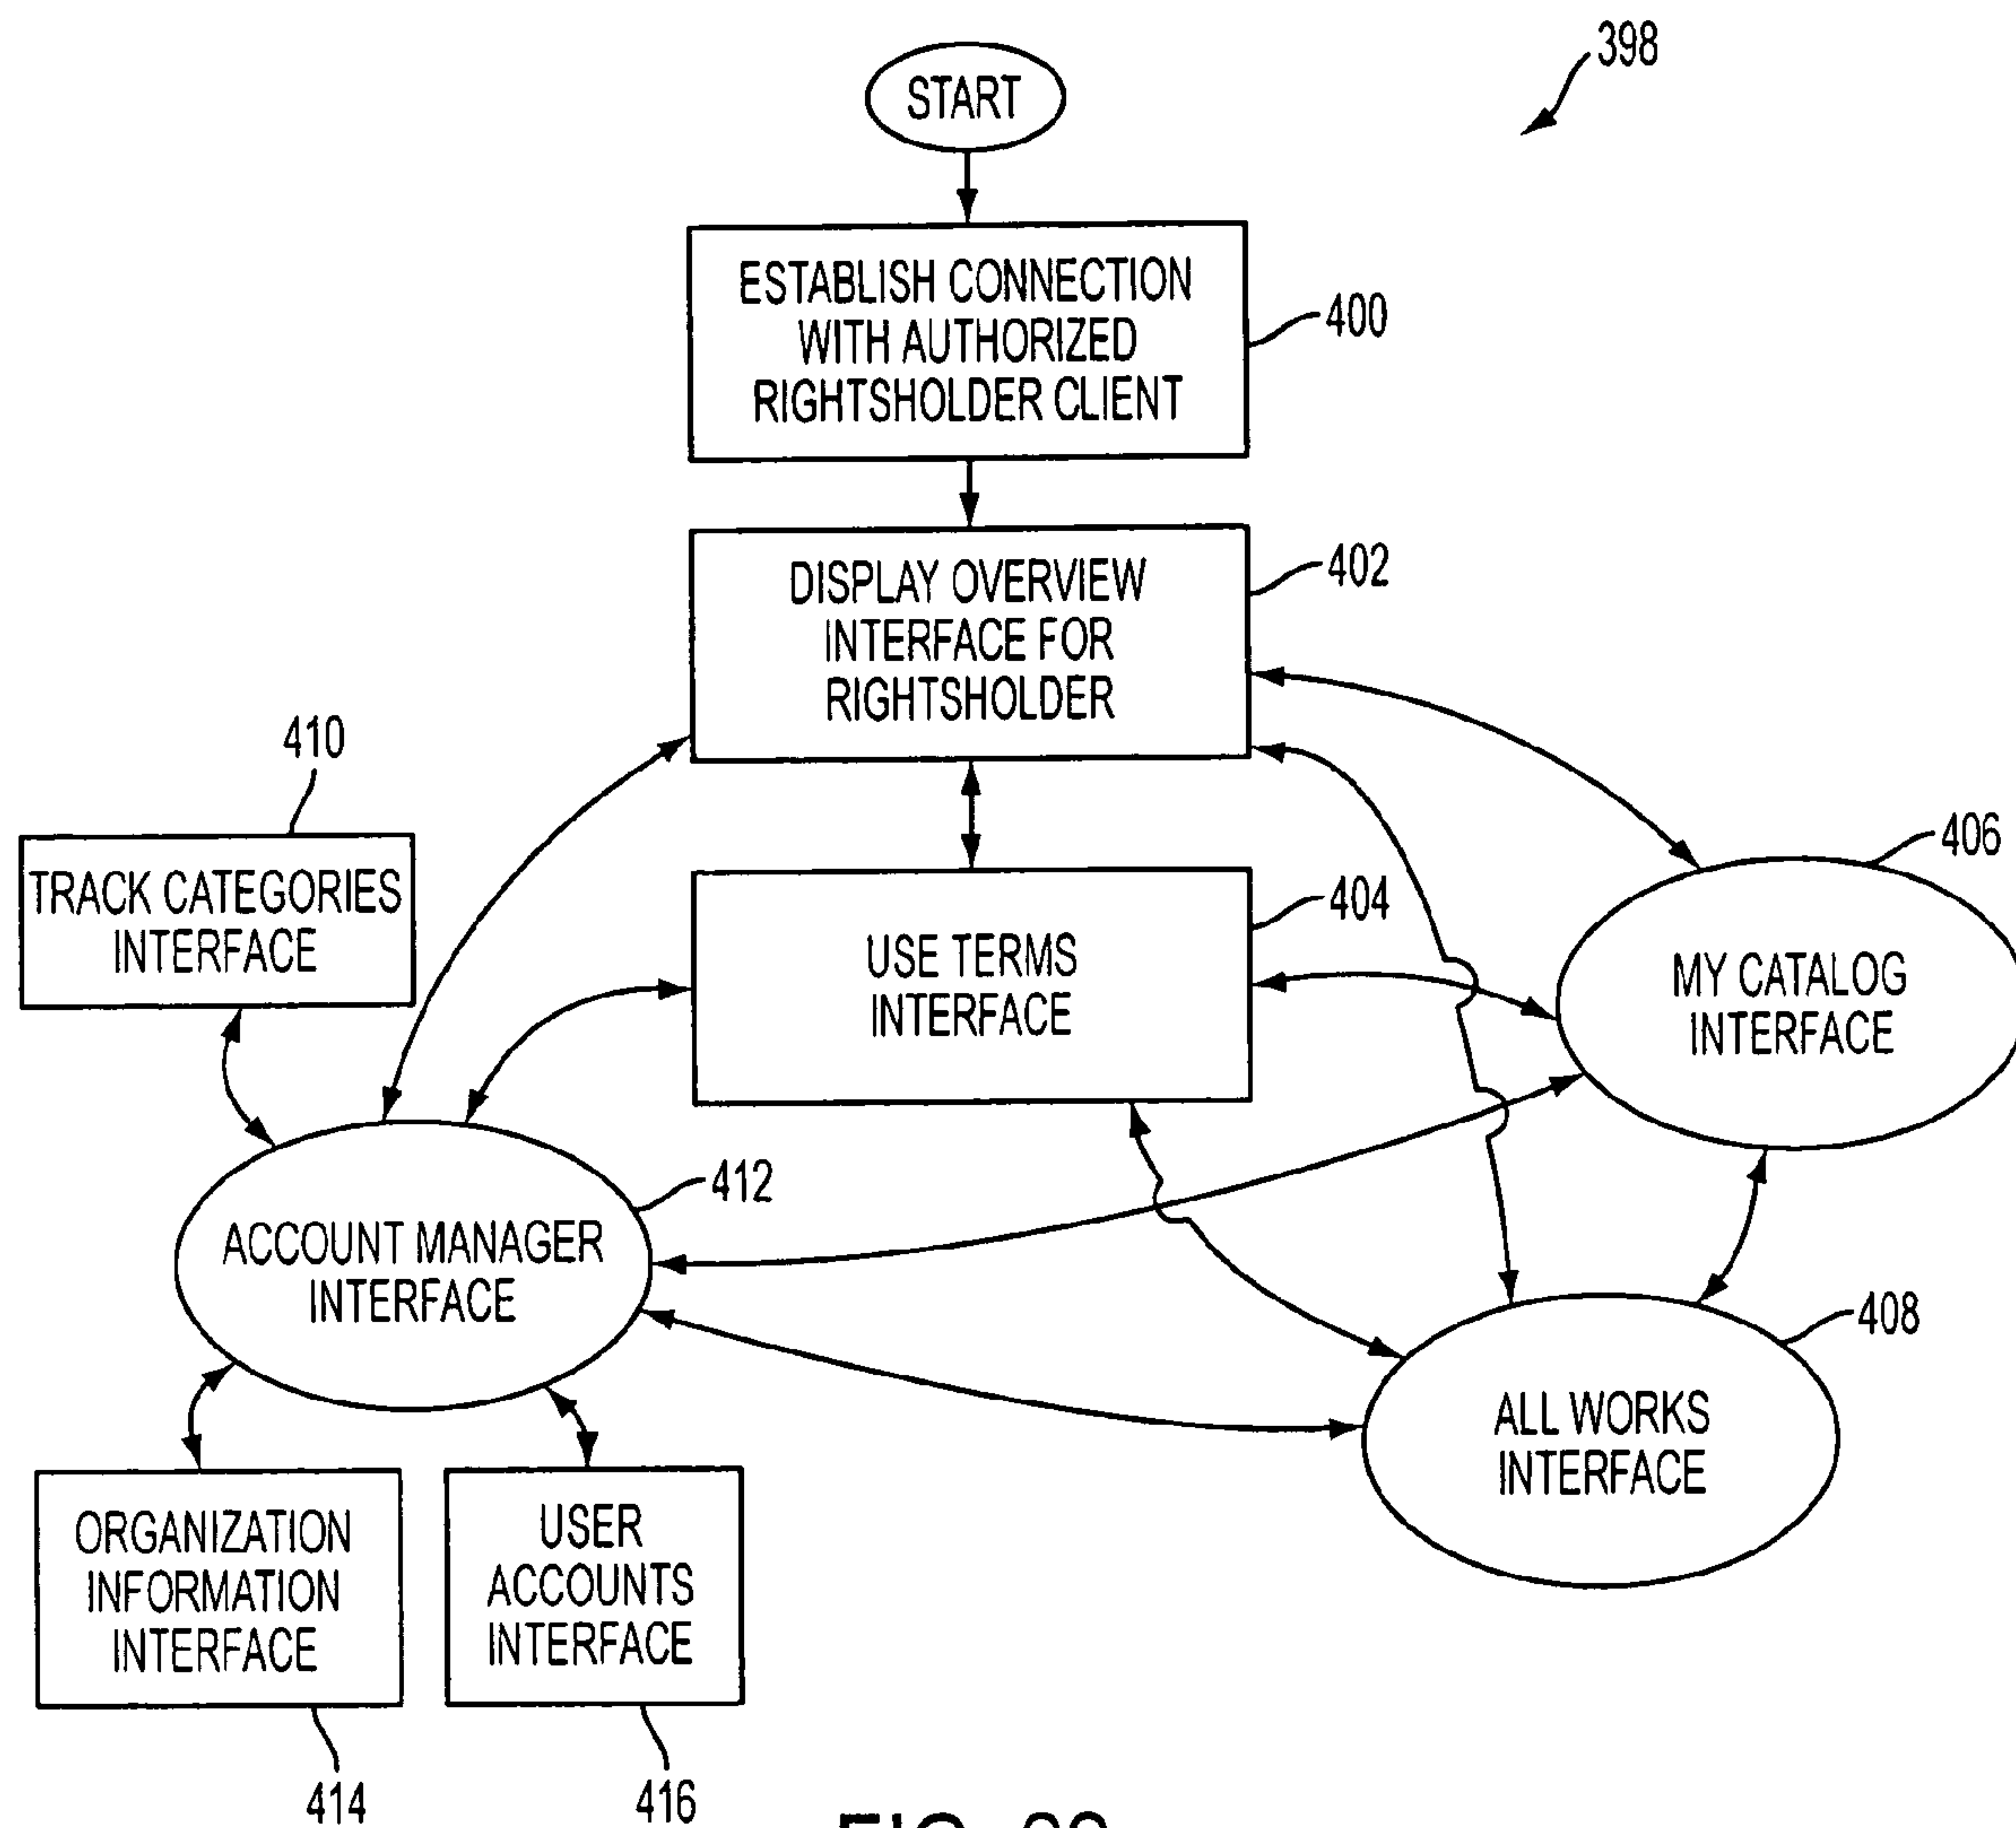 398
START
ESTABLISH CONNECTION
WITH AUTHORIZED
RIGHTSHOLDER CLIENT
400
DISPLAY OVERVIEW
INTERFACE FOR
RIGHTSHOLDER
402
410
TRACK CATEGORIES
INTERFACE
USE TERMS
INTERFACE
404
406
MY CATALOG
INTERFACE
412
ACCOUNT MANAGER
INTERFACE
408
ALL WORKS
INTERFACE
ORGANIZATION
INFORMATION
INTERFACE
USER
ACCOUNTS
INTERFACE
414
416
FIG.